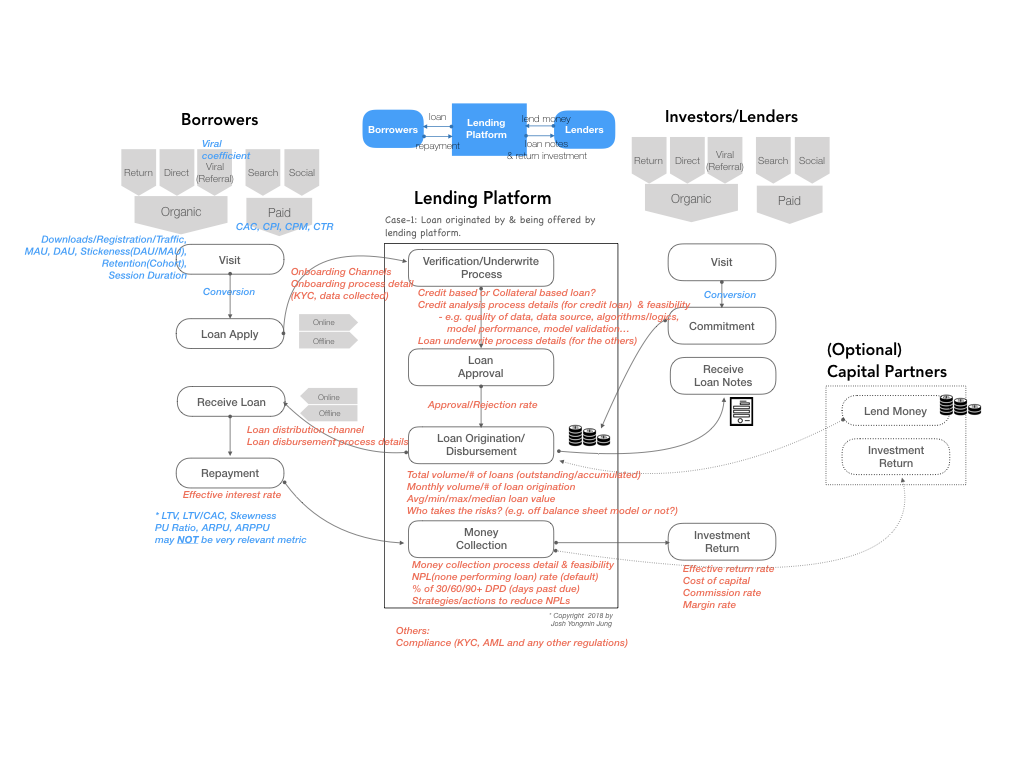 Borrowers
Viral
coefficient
Return
Direct
Viral
(Referral)
Search
Social
Organic
Paid
CAC, CPI, CPM, CTR
Downloads/Registration/Traffic,
MAU, DAU, Stickeness(DAU/MAU),
Retention(Cohort),
Session Duration
Visit
Conversion
Loan Apply
Onboarding Channels
Onboarding process detail
(KYC, data collected)
Online
Offline
Receive Loan
Online
Offline
Loan distribution channel
Loan disbursement process details
Repayment
Effective interest rate
* LTV, LTV/CAC, Skewness
PU Ratio, ARPU, ARPPU
may NOT be very relevant metric
Borrowers
loan
repayment
Lending
Platform
lend money
loan notes
& return investment
Lenders
Lending Platform
Case-1: Loan originated by & being offered by
lending platform.
Verification/Underwrite
Process
Credit based or Collateral based loan?
Credit analysis process details (for credit loan) & feasibility
- e.g. quality of data, data source, algorithms/logics,
model performance, model validation...
Loan underwrite process details (for the others)
Loan
Approval
Approval/Rejection rate
Loan Origination/
Disbursement
Total volume/# of loans (outstanding/accumulated)
Monthly volume/# of loan origination
Avg/min/max/median loan value
Who takes the risks? (e.g. off balance sheet model or not?)
Money
Collection
Money collection process detail & feasibility
NPL(none performing loan) rate (default)
% of 30/60/90+ DPD (days past due)
Strategies/actions to reduce NPLs
* Copyright 2018 by
Josh Yongmin Jung
Others:
Compliance (KYC, AML and any other regulations)
Investors/Lenders
Return
Direct
Viral
(Referral)
Search
Social
Organic
Paid
Visit
Conversion
Commitment
Receive
Loan Notes
Investment
Return
Effective return rate
Cost of capital
Commission rate
Margin rate
(Optional)
Capital Partners
Lend Money
Investment
Return